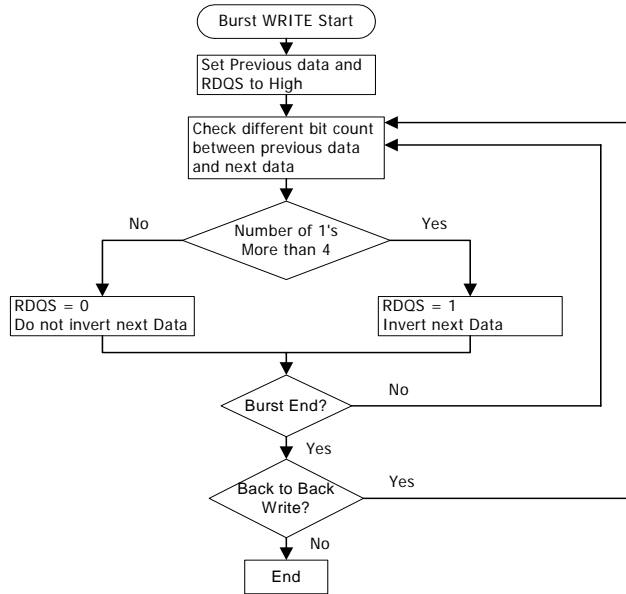 Burst WRITE Start
Set Previous data and
RDQS to High
Check different bit count
between previous data
and next data
No
Yes
Number of 1's
More than 4
RDQS = 0
Do not invert next Data
RDQS = 1
Invert next Data
Burst End?
No
Yes
Back to Back
Write?
Yes
No
End